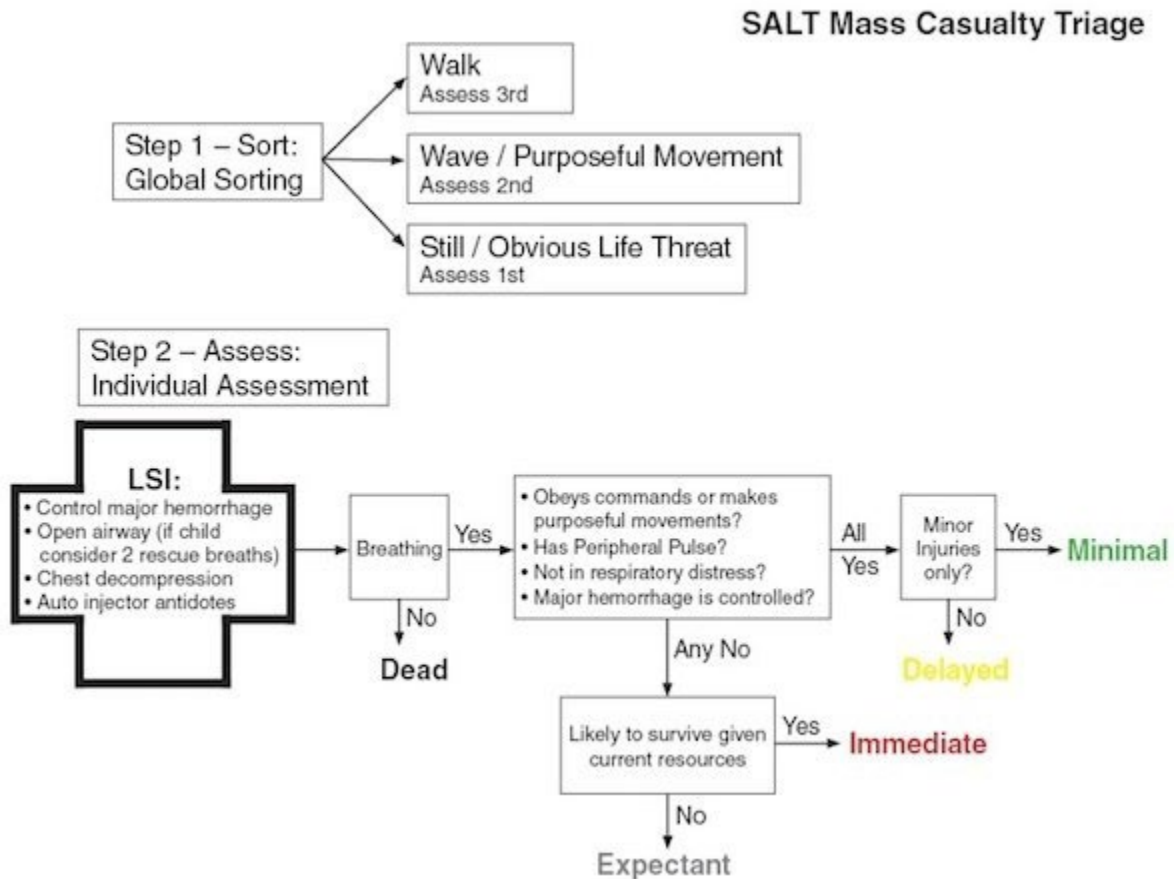 SALT Mass Casualty Triage
Walk
Assess 3rd
Step 1 – Sort:
Global Sorting
Wave / Purposeful Movement
Assess 2nd
Still / Obvious Life Threat
Assess 1st
Step 2 – Assess:
Individual Assessment
LSI:
• Control major hemorrhage
• Open airway (if child
consider 2 rescue breaths)
• Chest decompression
• Auto injector antidotes
Breathing
Yes
No
Dead
• Obeys commands or makes
purposeful movements?
• Has Peripheral Pulse?
• Not in respiratory distress?
• Major hemorrhage is controlled?
All
Yes
Minor
Injuries
only?
Yes
Minimal
No
Delayed
Any No
Likely to survive given
current resources
Yes
Immediate
No
Expectant